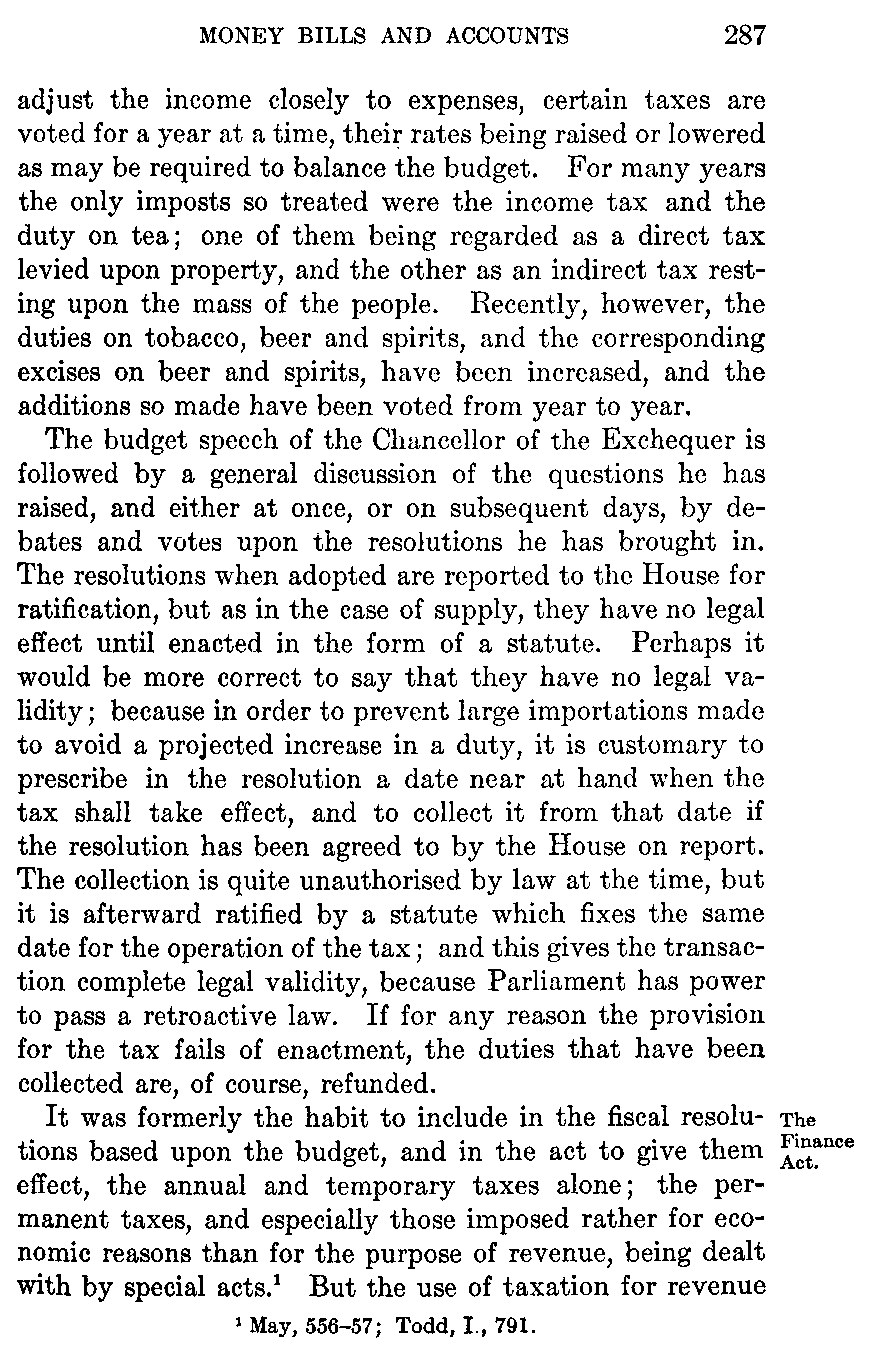 MONEY BILLS AND ACCOUNTS 287
adjust the income closely to expenses, certain taxes are
voted for a year at a time, their rates being raised or lowered
as may be required to balance the budget. For many years
the only imposts so treated were the income tax and the
duty on tea; one of them being regarded as a direct tax
levied upon property, and the other as an indirect tax rest-
ing upon the mass of the people. Recently, however, the
duties on tobacco, beer and spirits, and the corresponding
excises on beer and spirits, have been increased, and the
additions so made have been voted from year to year.
The budget speech of the Chancellor of the Exchequer is
followed by a general discussion of the questions he has
raised, and either at once, or on subsequent days, by de-
bates and votes upon the resolutions he has brought in.
The resolutions when adopted are reported to the House for
ratification, but as in the case of supply, they have no legal
effect until enacted in the form of a statute. Perhaps it
would be more correct to say that they have no legal va-
lidity; because in order to prevent large importations made
to avoid a projected increase in a duty, it is customary to
prescribe in the resolution a date near at hand when the
tax shall take effect, and to collect it from that date if
the resolution has been agreed to by the House on report.
The collection is quite unauthorised by law at the time, but
it is afterward ratified by a statute which fixes the same
date for the operation of the tax; and this gives the transac-
tion complete legal validity, because Parliament has power
to pass a retroactive law. If for any reason the provision
for the tax fails of enactment, the duties that have been
collected are, of course, refunded.
It was formerly the habit to include in the fiscal resolu-
tions based upon the budget, and in the act to give them
effect, the annual and temporary taxes alone; the per-
manent taxes, and especially those imposed rather for eco-
nomic reasons than for the purpose of revenue, being dealt
with by special acts.¹ But the use of taxation for revenue
The
Finance
Act.
¹ May, 556–57; Todd, I., 791.